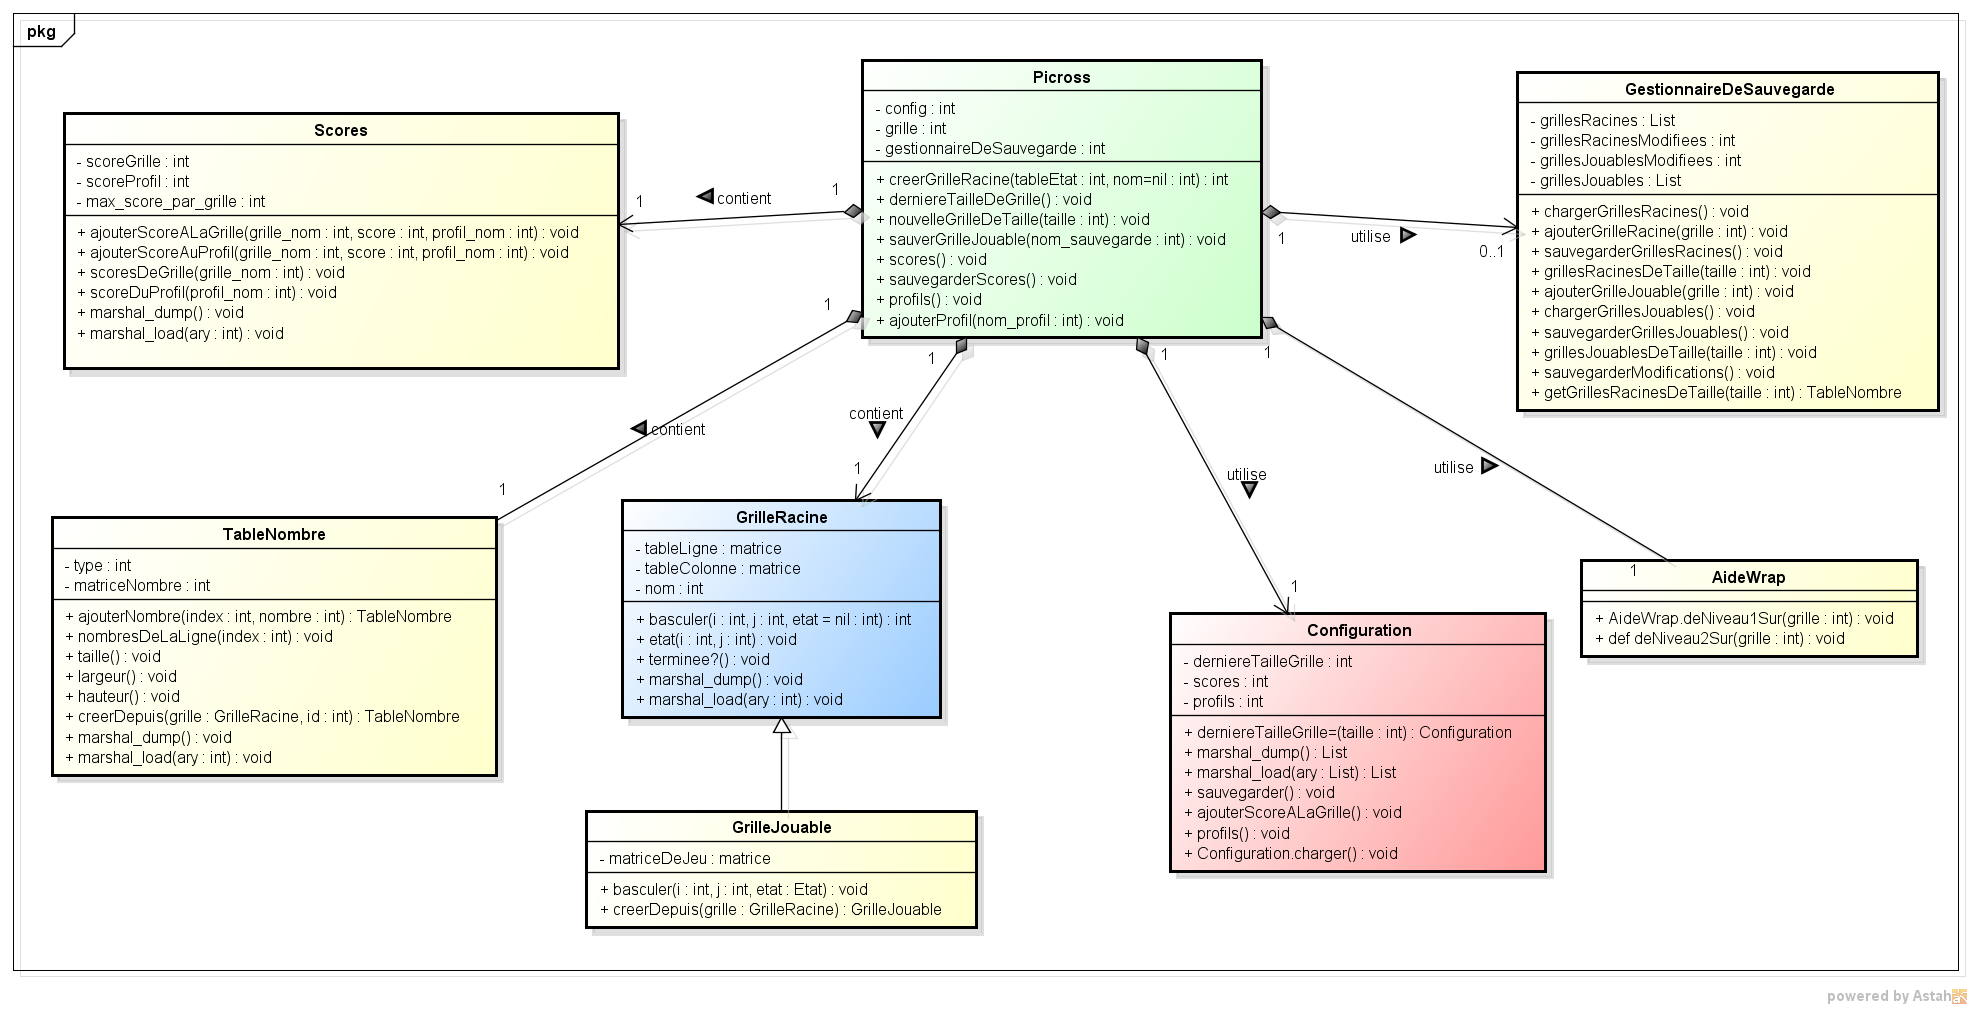 pkg
Picross
- config : int
- grille : int
- gestionnaireDeSauvegarde : int
+ creerGrilleRacine(tableEtat : int, nom=nil : int) : int
+ derniereTailleDeGrille() : void
+ nouvelleGrilleDeTaille(taille : int) : void
+ sauverGrilleJouable(nom_sauvegarde : int) : void
+ scores() : void
+ sauvegarderScores() : void
+ profils() : void
+ ajouterProfil(nom_profil : int) : void
Scores
- scoreGrille : int
- scoreProfil : int
- max_score_par_grille : int
+ ajouterScoreALaGrille(grille_nom : int, score : int, profil_nom : int) : void
+ ajouterScoreAuProfil(grille_nom : int, score : int, profil_nom : int) : void
+ scoresDeGrille(grille_nom : int) : void
+ scoreDuProfil(profil_nom : int) : void
+ marshal_dump() : void
+ marshal_load(ary : int) : void
GestionnaireDeSauvegarde
- grillesRacines : List
- grillesRacinesModifiees : int
- grillesJouablesModifiees : int
- grillesJouables : List
+ chargerGrillesRacines() : void
+ ajouterGrilleRacine(grille : int) : void
+ sauvegarderGrillesRacines() : void
+ grillesRacinesDeTaille(taille : int) : void
+ ajouterGrilleJouable(grille : int) : void
+ chargerGrillesJouables() : void
+ sauvegarderGrillesJouables() : void
+ grillesJouablesDeTaille(taille : int) : void
+ sauvegarderModifications() : void
+ getGrillesRacinesDeTaille(taille : int) : TableNombre
1
contient
1
1
utilise
0..1
1
contient
1
1
contient
1
1
utilise
1
1
utilise
1
TableNombre
- type : int
- matriceNombre : int
+ ajouterNombre(index : int, nombre : int) : TableNombre
+ nombresDeLaLigne(index : int) : void
+ taille() : void
+ largeur() : void
+ hauteur() : void
+ creerDepuis(grille : GrilleRacine, id : int) : TableNombre
+ marshal_dump() : void
+ marshal_load(ary : int) : void
GrilleRacine
- tableLigne : matrice
- tableColonne : matrice
- nom : int
+ basculer(i : int, j : int, etat = nil : int) : int
+ etat(i : int, j : int) : void
+ terminee?() : void
+ marshal_dump() : void
+ marshal_load(ary : int) : void
AideWrap
+ AideWrap.deNiveau1Sur(grille : int) : void
+ def deNiveau2Sur(grille : int) : void
Configuration
- derniereTailleGrille : int
- scores : int
- profils : int
+ derniereTailleGrille=(taille : int) : Configuration
+ marshal_dump() : List
+ marshal_load(ary : List) : List
+ sauvegarder() : void
+ ajouterScoreALaGrille() : void
+ profils() : void
+ Configuration.charger() : void
GrilleJouable
- matriceDeJeu : matrice
+ basculer(i : int, j : int, etat : Etat) : void
+ creerDepuis(grille : GrilleRacine) : GrilleJouable
powered by Astah